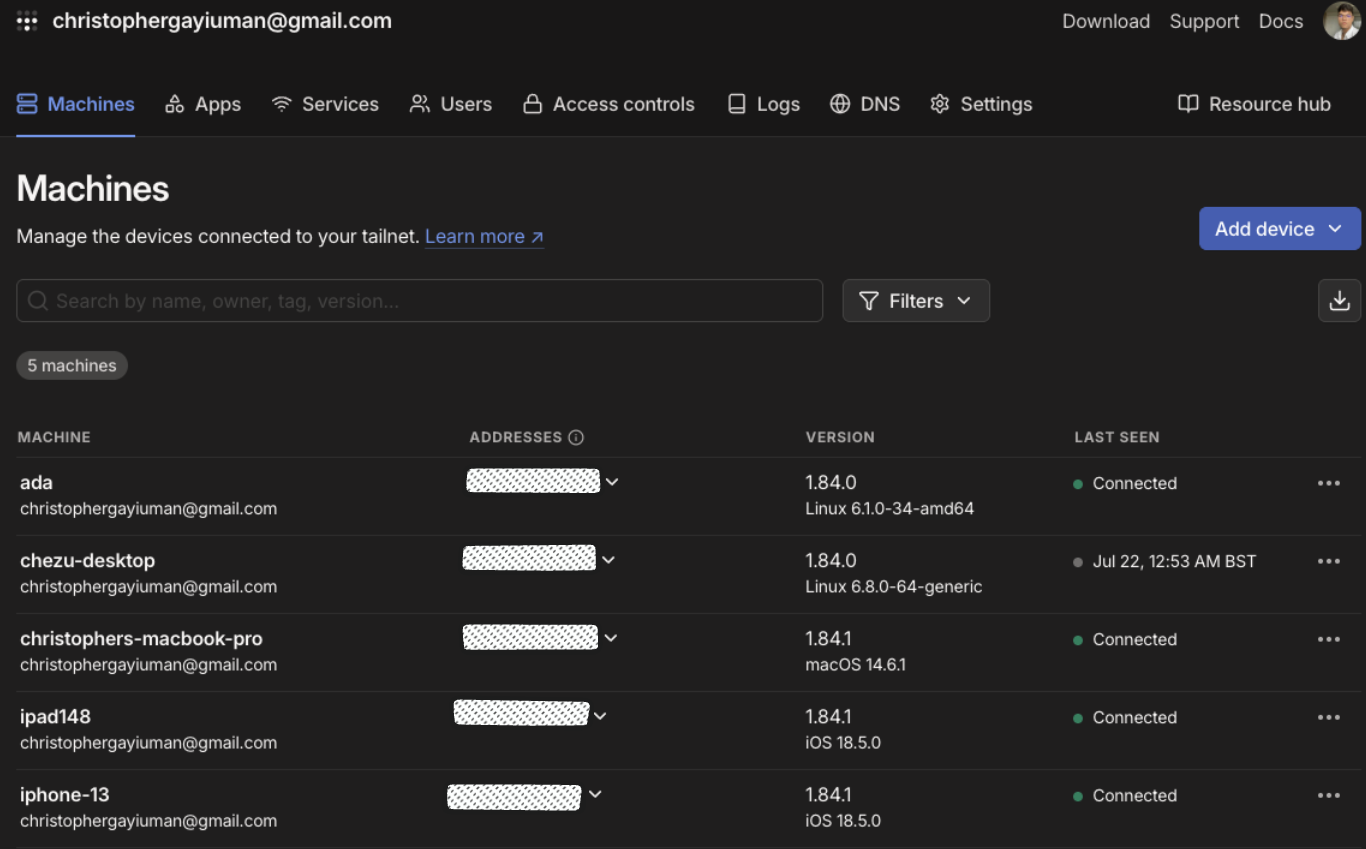 christophergayiuman@gmail.com Download Support Docs
Machines Apps Services Users Access controls Logs DNS Settings Resource hub
Machines
Manage the devices connected to your tailnet. Learn more ↗
Add device
Search by name, owner, tag, version... Filters
5 machines
MACHINE ADDRESSES VERSION LAST SEEN
ada 1.84.0 Connected
christophergayiuman@gmail.com Linux 6.1.0-34-amd64
chezu-desktop 1.84.0 Jul 22, 12:53 AM BST
christophergayiuman@gmail.com Linux 6.8.0-64-generic
christophers-macbook-pro 1.84.1 Connected
christophergayiuman@gmail.com macOS 14.6.1
ipad148 1.84.1 Connected
christophergayiuman@gmail.com iOS 18.5.0
iphone-13 1.84.1 Connected
christophergayiuman@gmail.com iOS 18.5.0